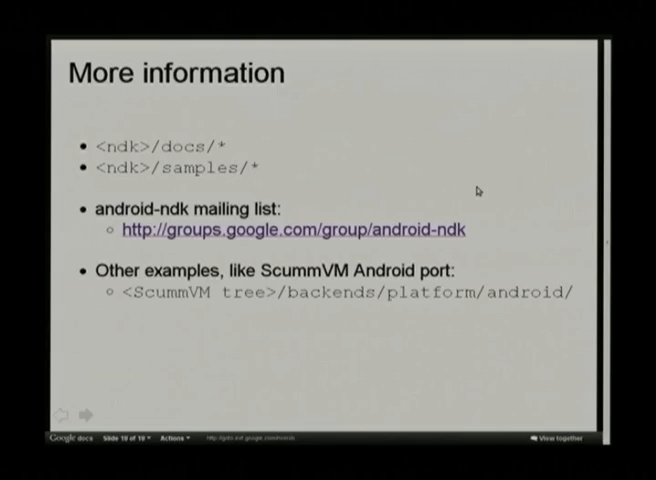 More information
• <ndk>/docs/*
• <ndk>/samples/*
• android-ndk mailing list:
○ http://groups.google.com/group/android-ndk
• Other examples, like ScummVM Android port:
○ <ScummVM tree>/backends/platform/android/
Google docs Slide 18 of 18 Actions View together